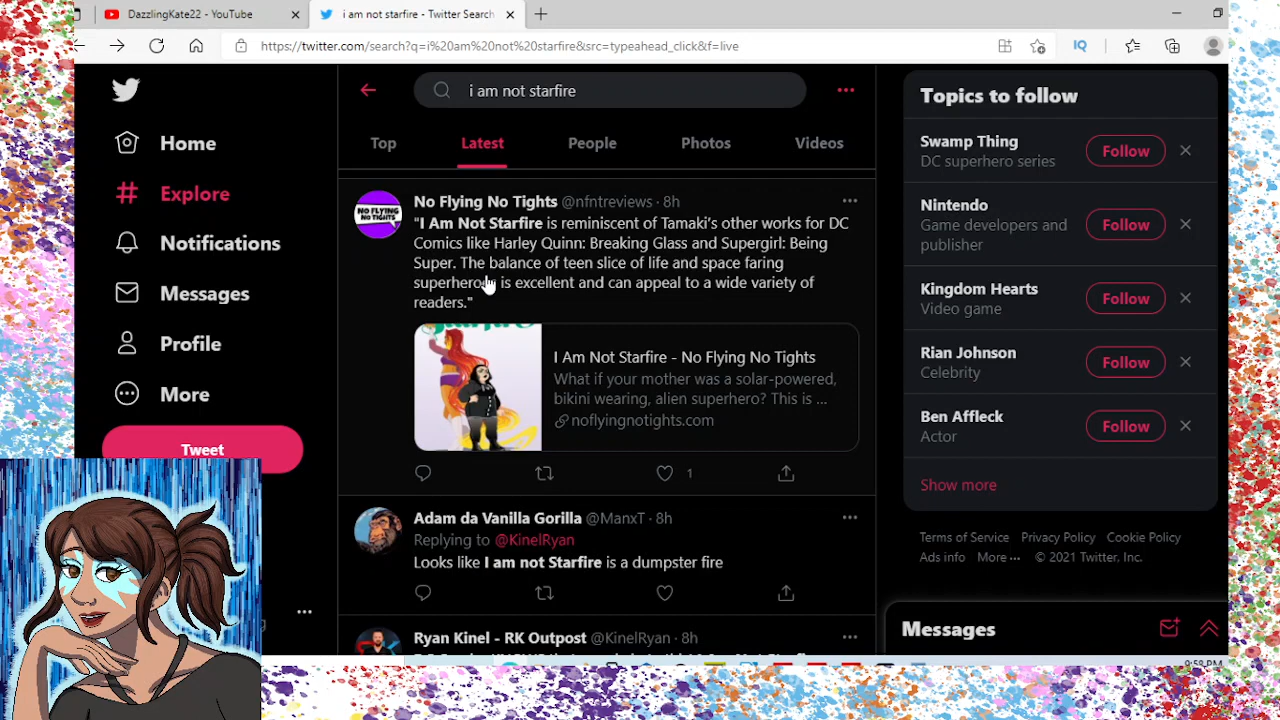 DazzlingKate22 - YouTube
i am not starfire - Twitter Search
https://twitter.com/search?q=i%20am%20not%20starfire&src=typeahead_click&f=live
IQ
i am not starfire
Top
Latest
People
Photos
Videos
Home
Explore
Notifications
Messages
Profile
More
Tweet
NO FLYING
NO TIGHTS
No Flying No Tights @nfntreviews · 8h
"I Am Not Starfire is reminiscent of Tamaki's other works for DC
Comics like Harley Quinn: Breaking Glass and Supergirl: Being
Super. The balance of teen slice of life and space faring
superheroes is excellent and can appeal to a wide variety of
readers."
I Am Not Starfire - No Flying No Tights
What if your mother was a solar-powered,
bikini wearing, alien superhero? This is ...
noflyingnotights.com
1
Adam da Vanilla Gorilla @ManxT · 8h
Replying to @KinelRyan
Looks like I am not Starfire is a dumpster fire
Ryan Kinel - RK Outpost @KinelRyan · 8h
Topics to follow
Swamp Thing
DC superhero series
Follow
Nintendo
Game developers and
publisher
Follow
Kingdom Hearts
Video game
Follow
Rian Johnson
Celebrity
Follow
Ben Affleck
Actor
Follow
Show more
Terms of Service Privacy Policy Cookie Policy
Ads info More ··· © 2021 Twitter, Inc.
Messages